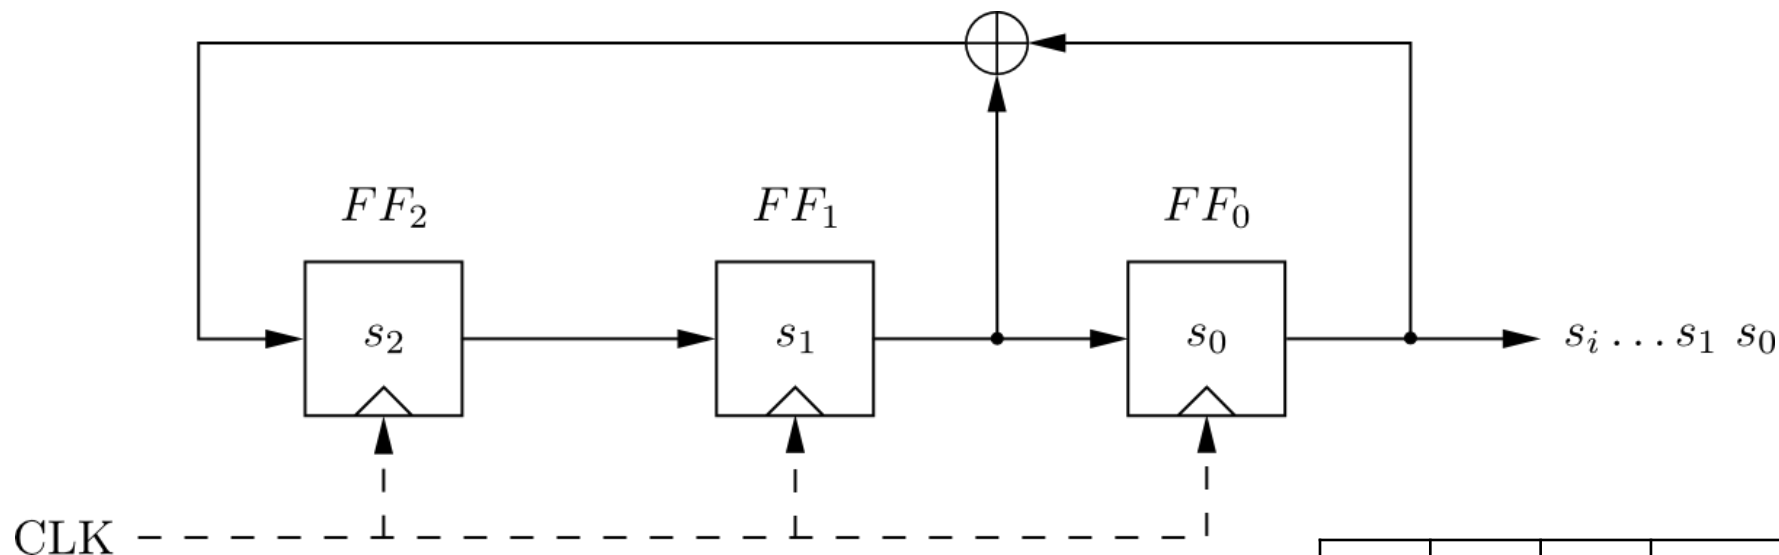 FF₂ FF₁ FF₀
s₂ s₁ s₀ sᵢ ... s₁ s₀
CLK